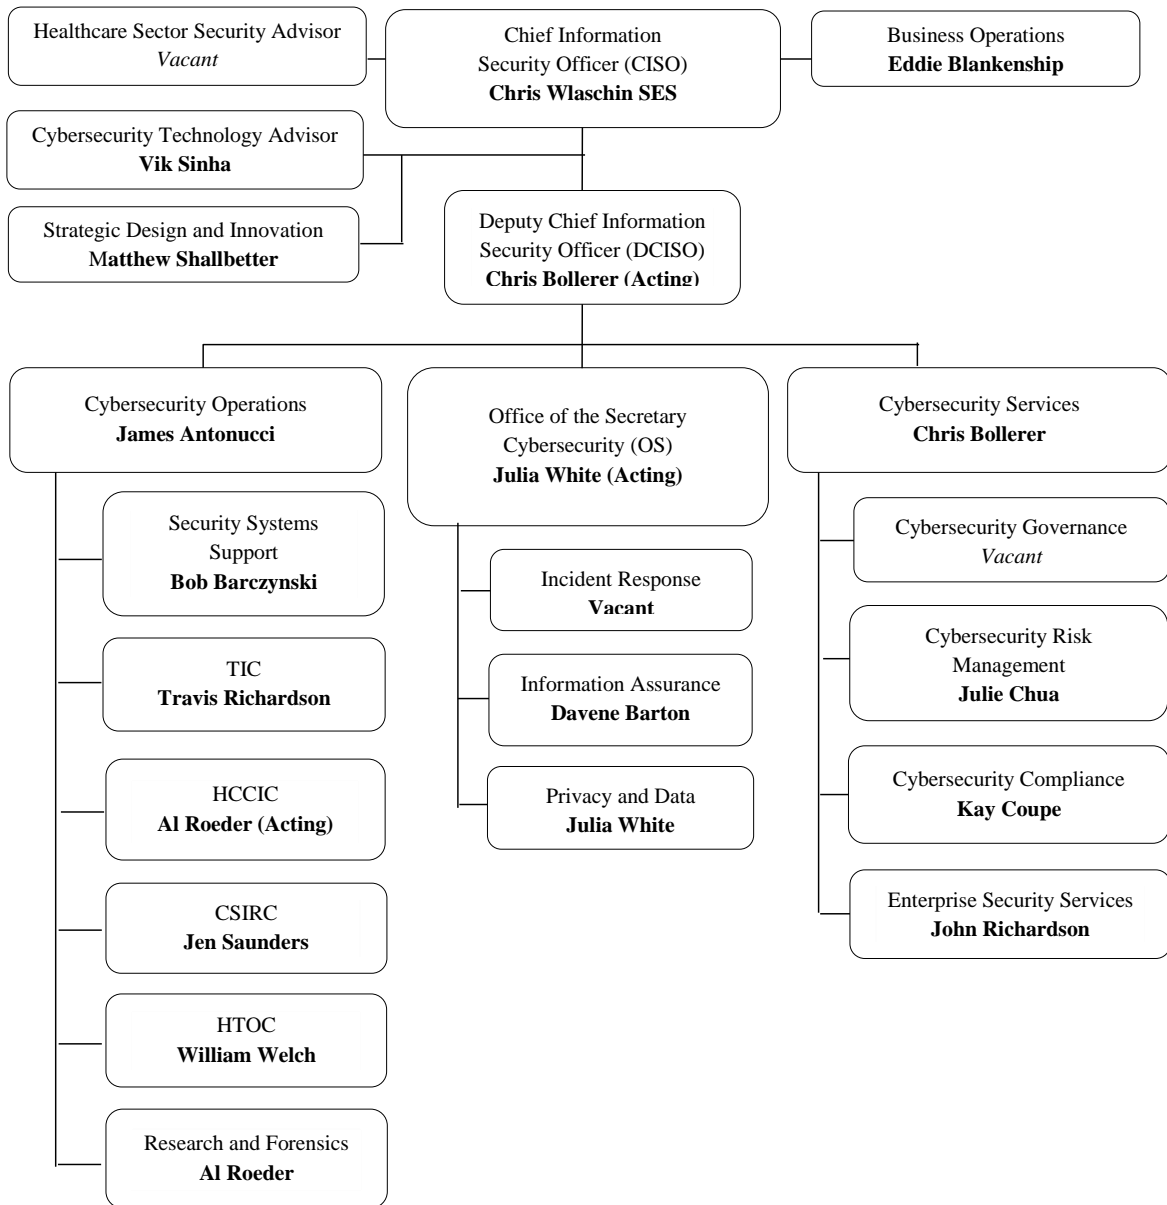 Healthcare Sector Security Advisor
Vacant
Chief Information
Security Officer (CISO)
Chris Wlaschin SES
Business Operations
Eddie Blankenship
Cybersecurity Technology Advisor
Vik Sinha
Strategic Design and Innovation
Matthew Shallbetter
Deputy Chief Information
Security Officer (DCISO)
Chris Bollerer (Acting)
Cybersecurity Operations
James Antonucci
Office of the Secretary
Cybersecurity (OS)
Julia White (Acting)
Cybersecurity Services
Chris Bollerer
Security Systems
Support
Bob Barczynski
TIC
Travis Richardson
HCCIC
Al Roeder (Acting)
CSIRC
Jen Saunders
HTOC
William Welch
Research and Forensics
Al Roeder
Incident Response
Vacant
Information Assurance
Davene Barton
Privacy and Data
Julia White
Cybersecurity Governance
Vacant
Cybersecurity Risk
Management
Julie Chua
Cybersecurity Compliance
Kay Coupe
Enterprise Security Services
John Richardson